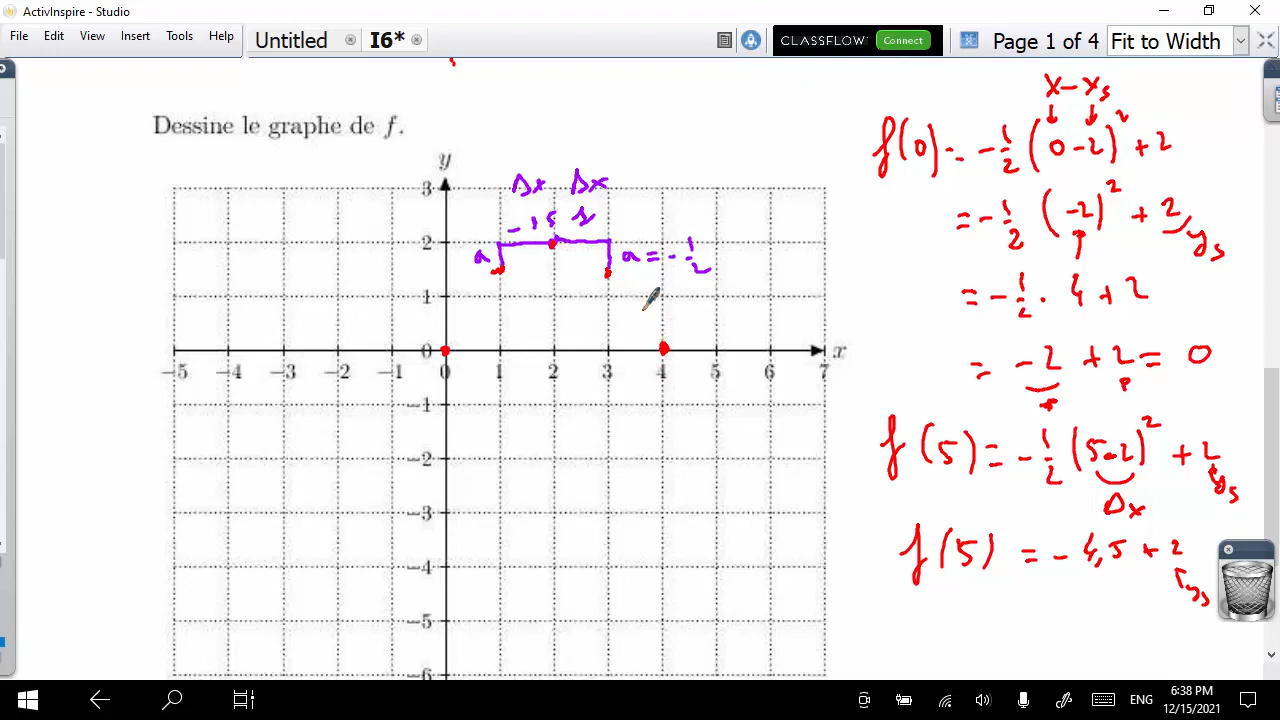 ActivInspire - Studio
File Edit View Insert Tools Help
Untitled
I6*
CLASSFLOW Connect
Page 1 of 4 Fit to Width
Dessine le graphe de f.
y
x
3
2
1
0
−1
−2
−3
−4
−5
−6
−5 −4 −3 −2 −1 0 1 2 3 4 5 6 7
Δx Δx
a
a = -1/2
x - xs
f(0) = -1/2 (0-2)² + 2
= -1/2 (-2)² + 2 ys
= -1/2 · 4 + 2
= -2 + 2 = 0
f(5) = -1/2 (5-2)² + 2
ys
Δx
f(5) = -4,5 + 2
ys
ENG
6:38 PM
12/15/2021